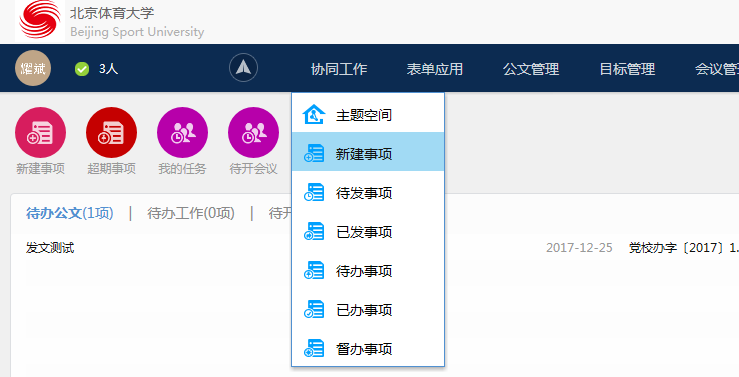 北京体育大学
Beijing Sport University
耀斌 3人 协同工作 表单应用 公文管理 目标管理 会议管
主题空间
新建事项
待发事项
已发事项
待办事项
已办事项
督办事项
新建事项 超期事项 我的任务 待开会议
待办公文(1项) | 待办工作(0项) | 待开
发文测试 2017-12-25 党校办字〔2017〕1.